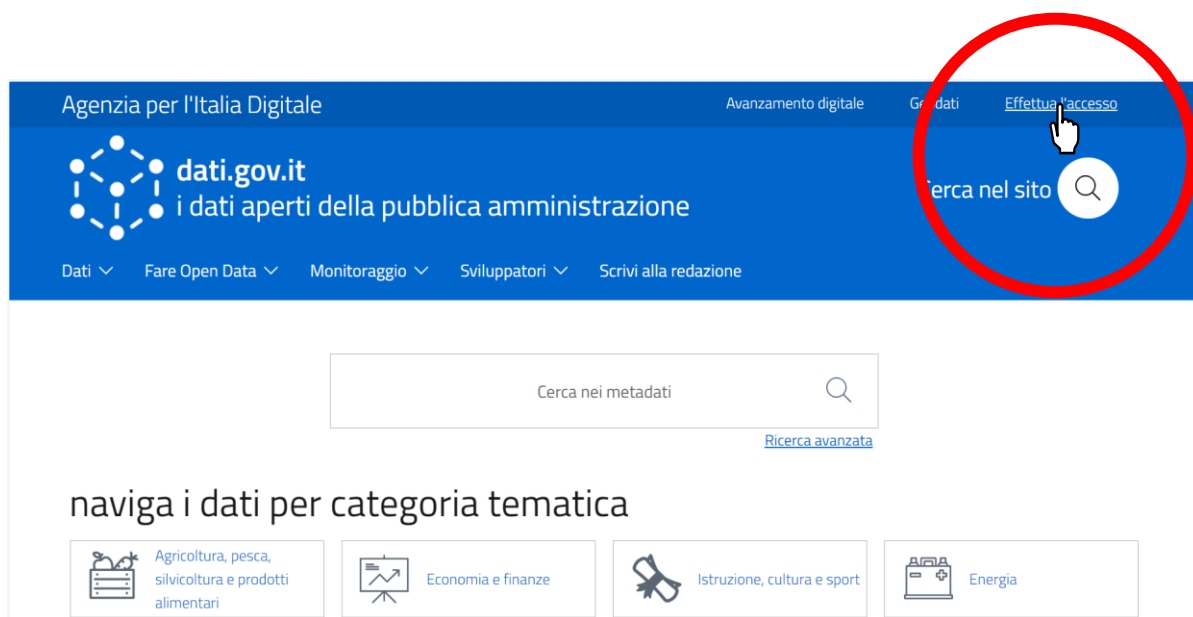 Agenzia per l'Italia Digitale
Avanzamento digitale
Effettua l'accesso
dati.gov.it
i dati aperti della pubblica amministrazione
Cerca nel sito
Dati
Fare Open Data
Monitoraggio
Sviluppatori
Scrivi alla redazione
Cerca nei metadati
Ricerca avanzata
naviga i dati per categoria tematica
Agricoltura, pesca,
silvicoltura e prodotti
alimentari
Economia e finanze
Istruzione, cultura e sport
Energia